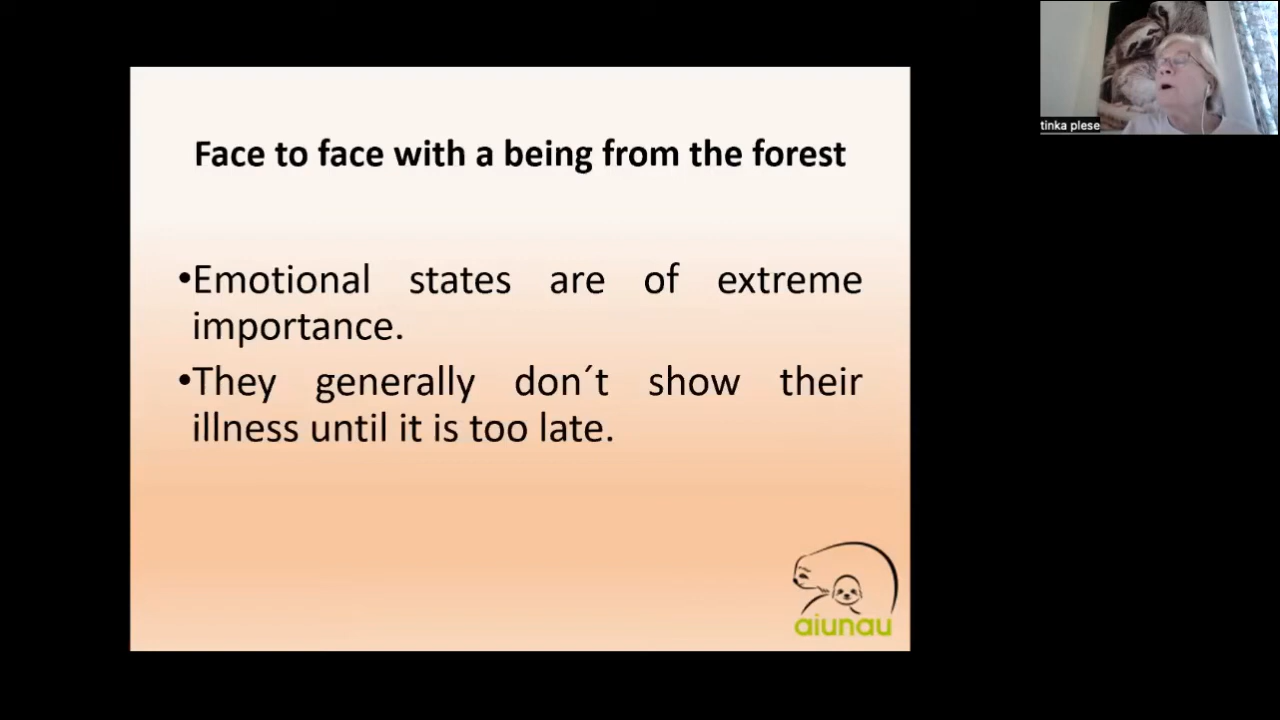 tinka plese
Face to face with a being from the forest
•Emotional states are of extreme
importance.
•They generally don´t show their
illness until it is too late.
aiunau